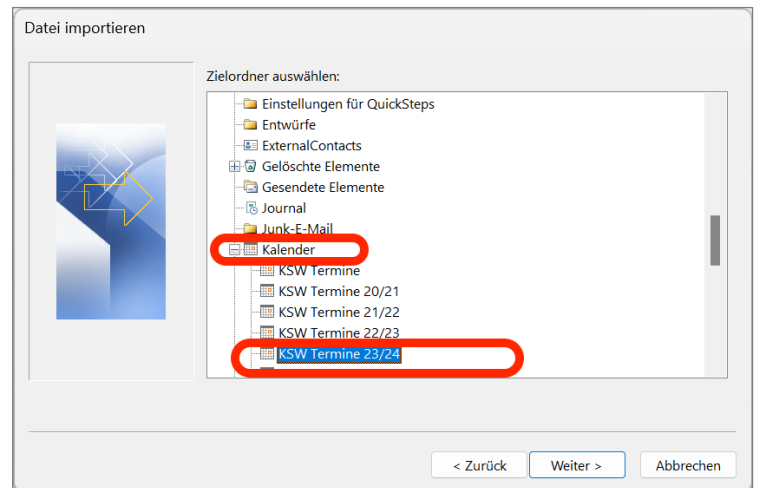 Datei importieren
Zielordner auswählen:
Einstellungen für QuickSteps
Entwürfe
ExternalContacts
Gelöschte Elemente
Gesendete Elemente
Journal
Junk-E-Mail
Kalender
KSW Termine
KSW Termine 20/21
KSW Termine 21/22
KSW Termine 22/23
KSW Termine 23/24
< Zurück Weiter > Abbrechen